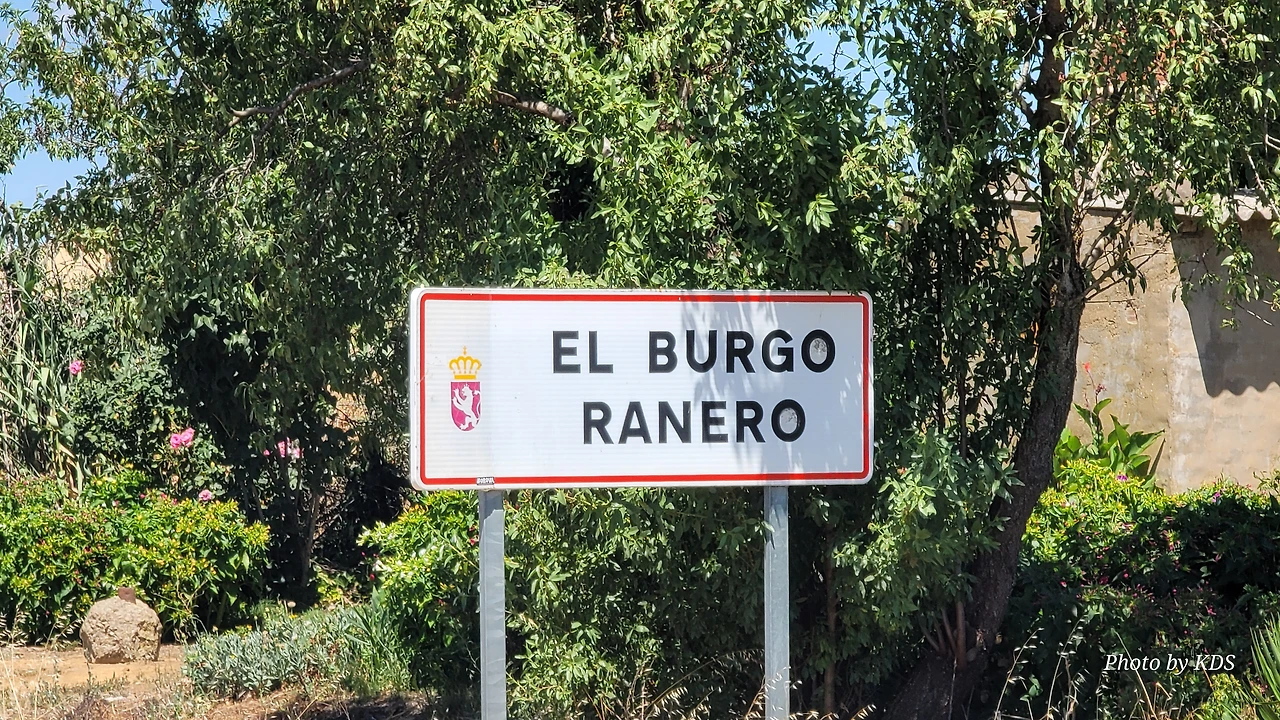 EL BURGO
RANERO
Photo by KDS